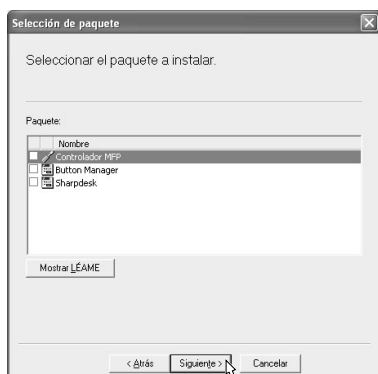 Selección de paquete
Seleccionar el paquete a instalar.
Paquete:
Nombre
Controlador MFP
Button Manager
Sharpdesk
Mostrar LÉAME
< Atrás
Siguiente >
Cancelar